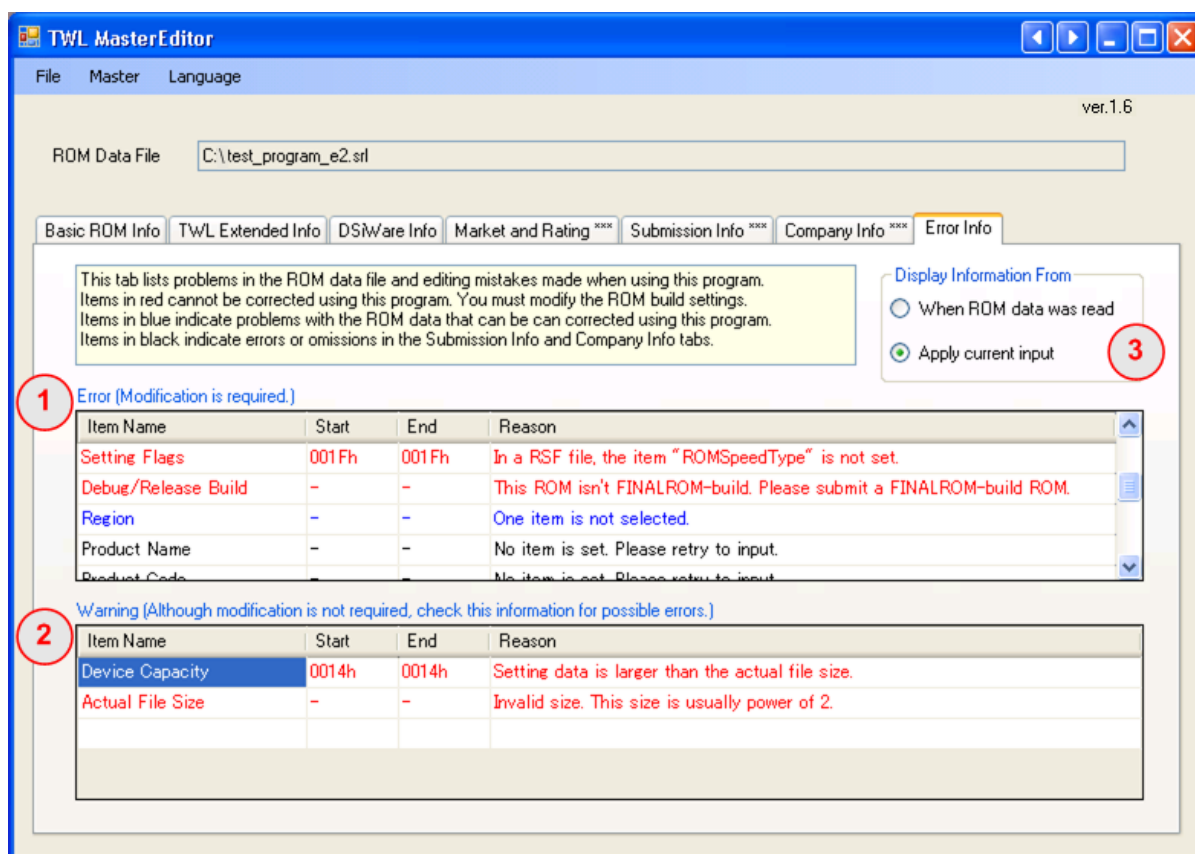 TWL MasterEditor
File Master Language
ver.1.6
ROM Data File C:\test_program_e2.srl
Basic ROM Info TWL Extended Info DSiWare Info Market and Rating *** Submission Info *** Company Info *** Error Info
This tab lists problems in the ROM data file and editing mistakes made when using this program.
Items in red cannot be corrected using this program. You must modify the ROM build settings.
Items in blue indicate problems with the ROM data that can be can corrected using this program.
Items in black indicate errors or omissions in the Submission Info and Company Info tabs.
Display Information From
When ROM data was read
Apply current input
3
1
Error (Modification is required.)
Item Name Start End Reason
Setting Flags 001Fh 001Fh In a RSF file, the item "ROMSpeedType" is not set.
Debug/Release Build - - This ROM isn't FINALROM-build. Please submit a FINALROM-build ROM.
Region - - One item is not selected.
Product Name - - No item is set. Please retry to input.
Product Code - - No item is set. Please retry to input.
2
Warning (Although modification is not required, check this information for possible errors.)
Item Name Start End Reason
Device Capacity 0014h 0014h Setting data is larger than the actual file size.
Actual File Size - - Invalid size. This size is usually power of 2.